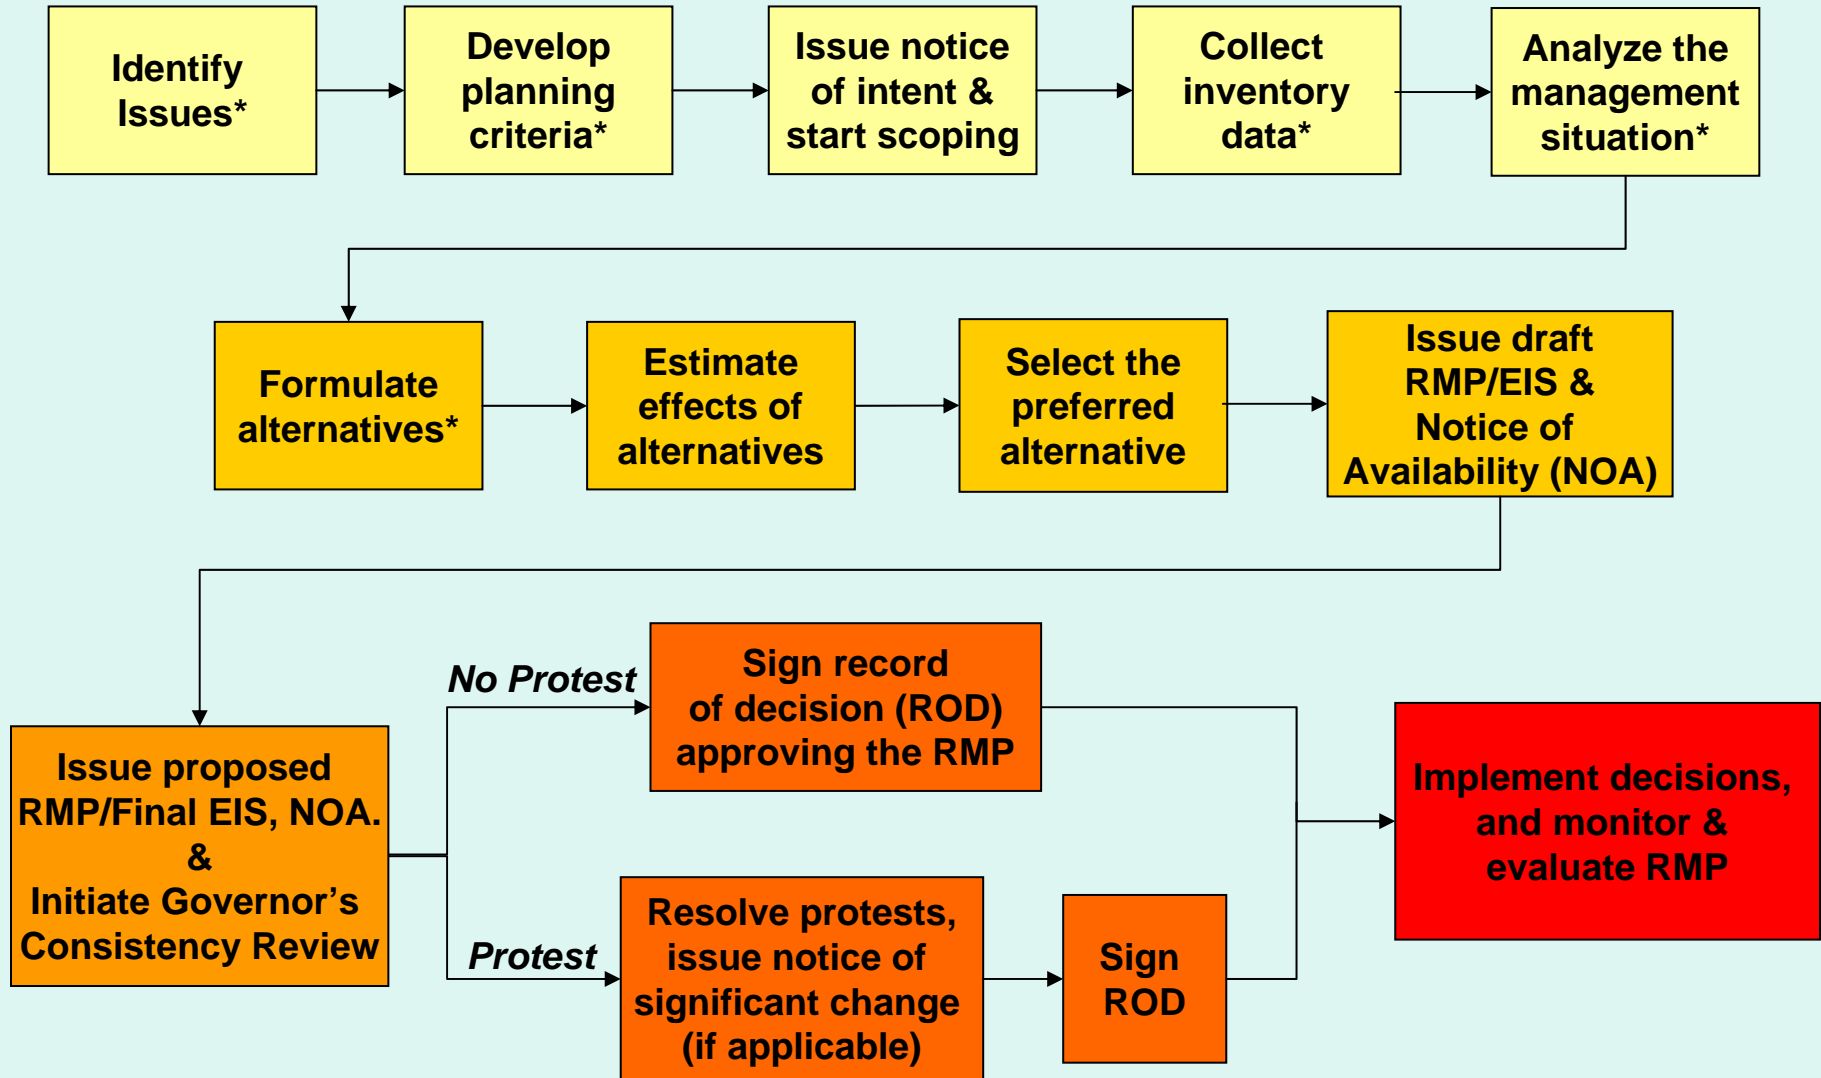 Identify
Issues*
Develop
planning
criteria*
Issue notice
of intent &
start scoping
Collect
inventory
data*
Analyze the
management
situation*
Formulate
alternatives*
Estimate
effects of
alternatives
Select the
preferred
alternative
Issue draft
RMP/EIS &
Notice of
Availability (NOA)
Issue proposed
RMP/Final EIS, NOA.
&
Initiate Governor’s
Consistency Review
No Protest
Sign record
of decision (ROD)
approving the RMP
Protest
Resolve protests,
issue notice of
significant change
(if applicable)
Sign
ROD
Implement decisions,
and monitor &
evaluate RMP